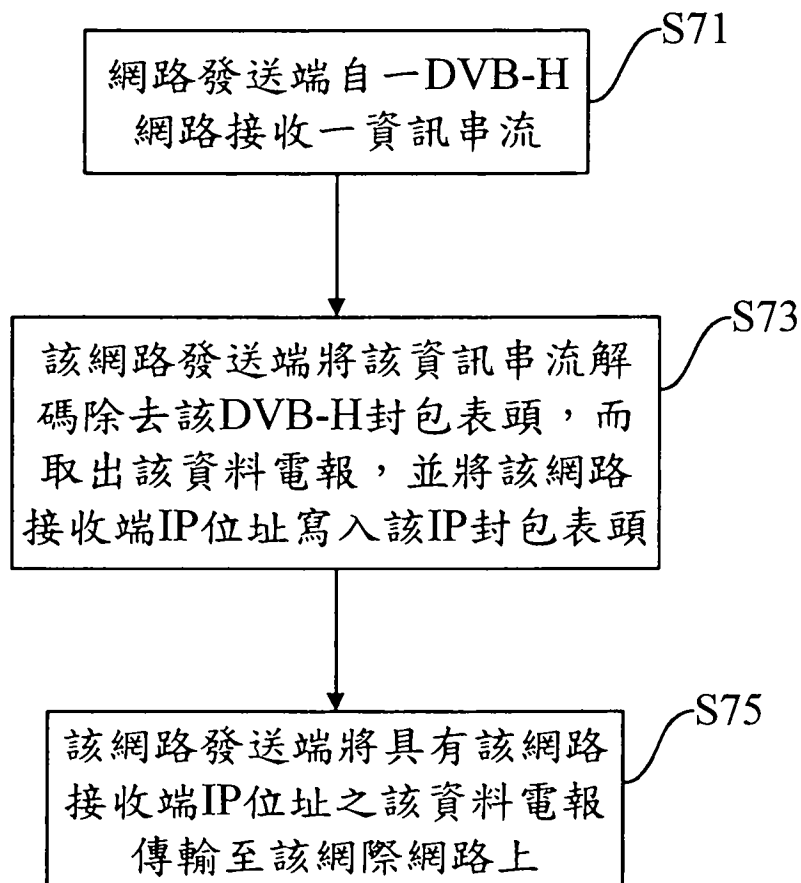 S71
網路發送端自一DVB-H
網路接收一資訊串流
S73
該網路發送端將該資訊串流解
碼除去該DVB-H封包表頭，而
取出該資料電報，並將該網路
接收端IP位址寫入該IP封包表頭
S75
該網路發送端將具有該網路
接收端IP位址之該資料電報
傳輸至該網際網路上